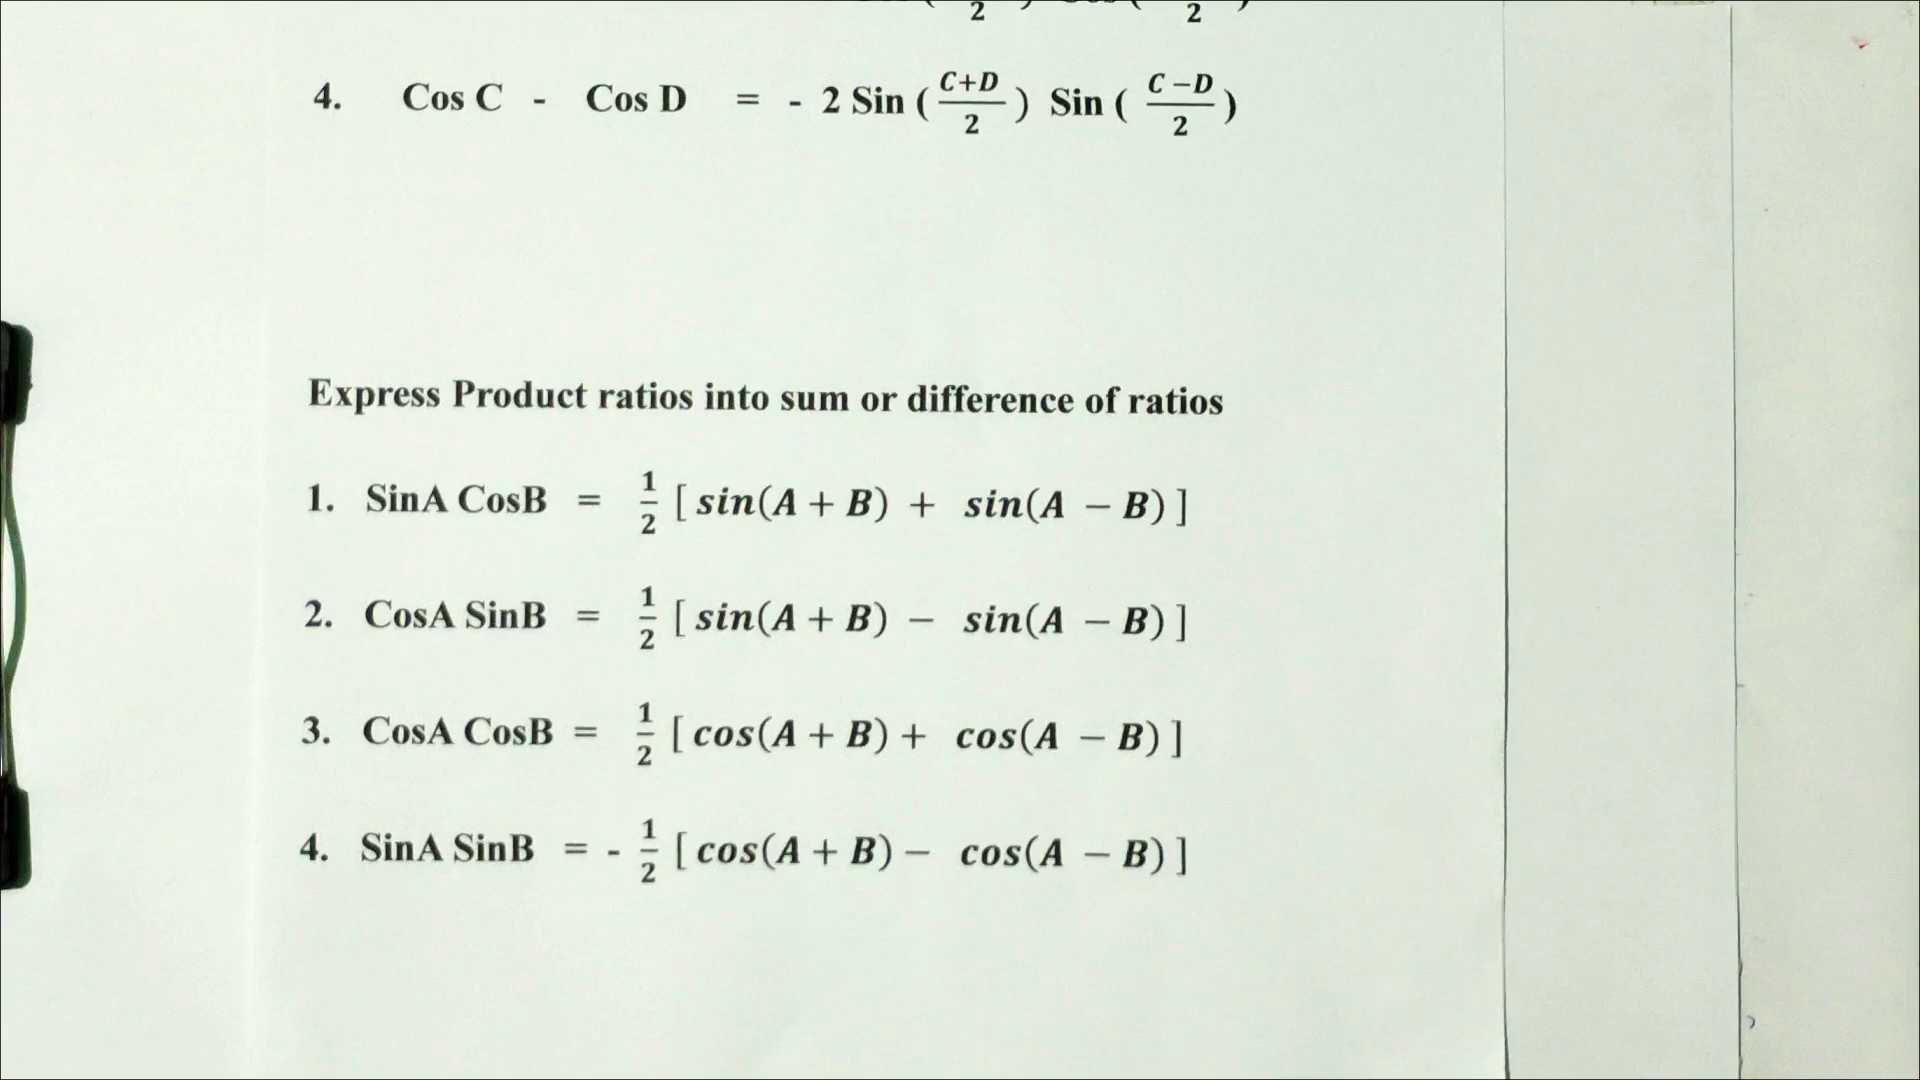 2 2
4. Cos C - Cos D = - 2 Sin ( C+D/2 ) Sin ( C −D/2 )
Express Product ratios into sum or difference of ratios
1. SinA CosB = 1/2 [ sin(A + B) + sin(A − B) ]
2. CosA SinB = 1/2 [ sin(A + B) − sin(A − B) ]
3. CosA CosB = 1/2 [ cos(A + B) + cos(A − B) ]
4. SinA SinB = - 1/2 [ cos(A + B) − cos(A − B) ]